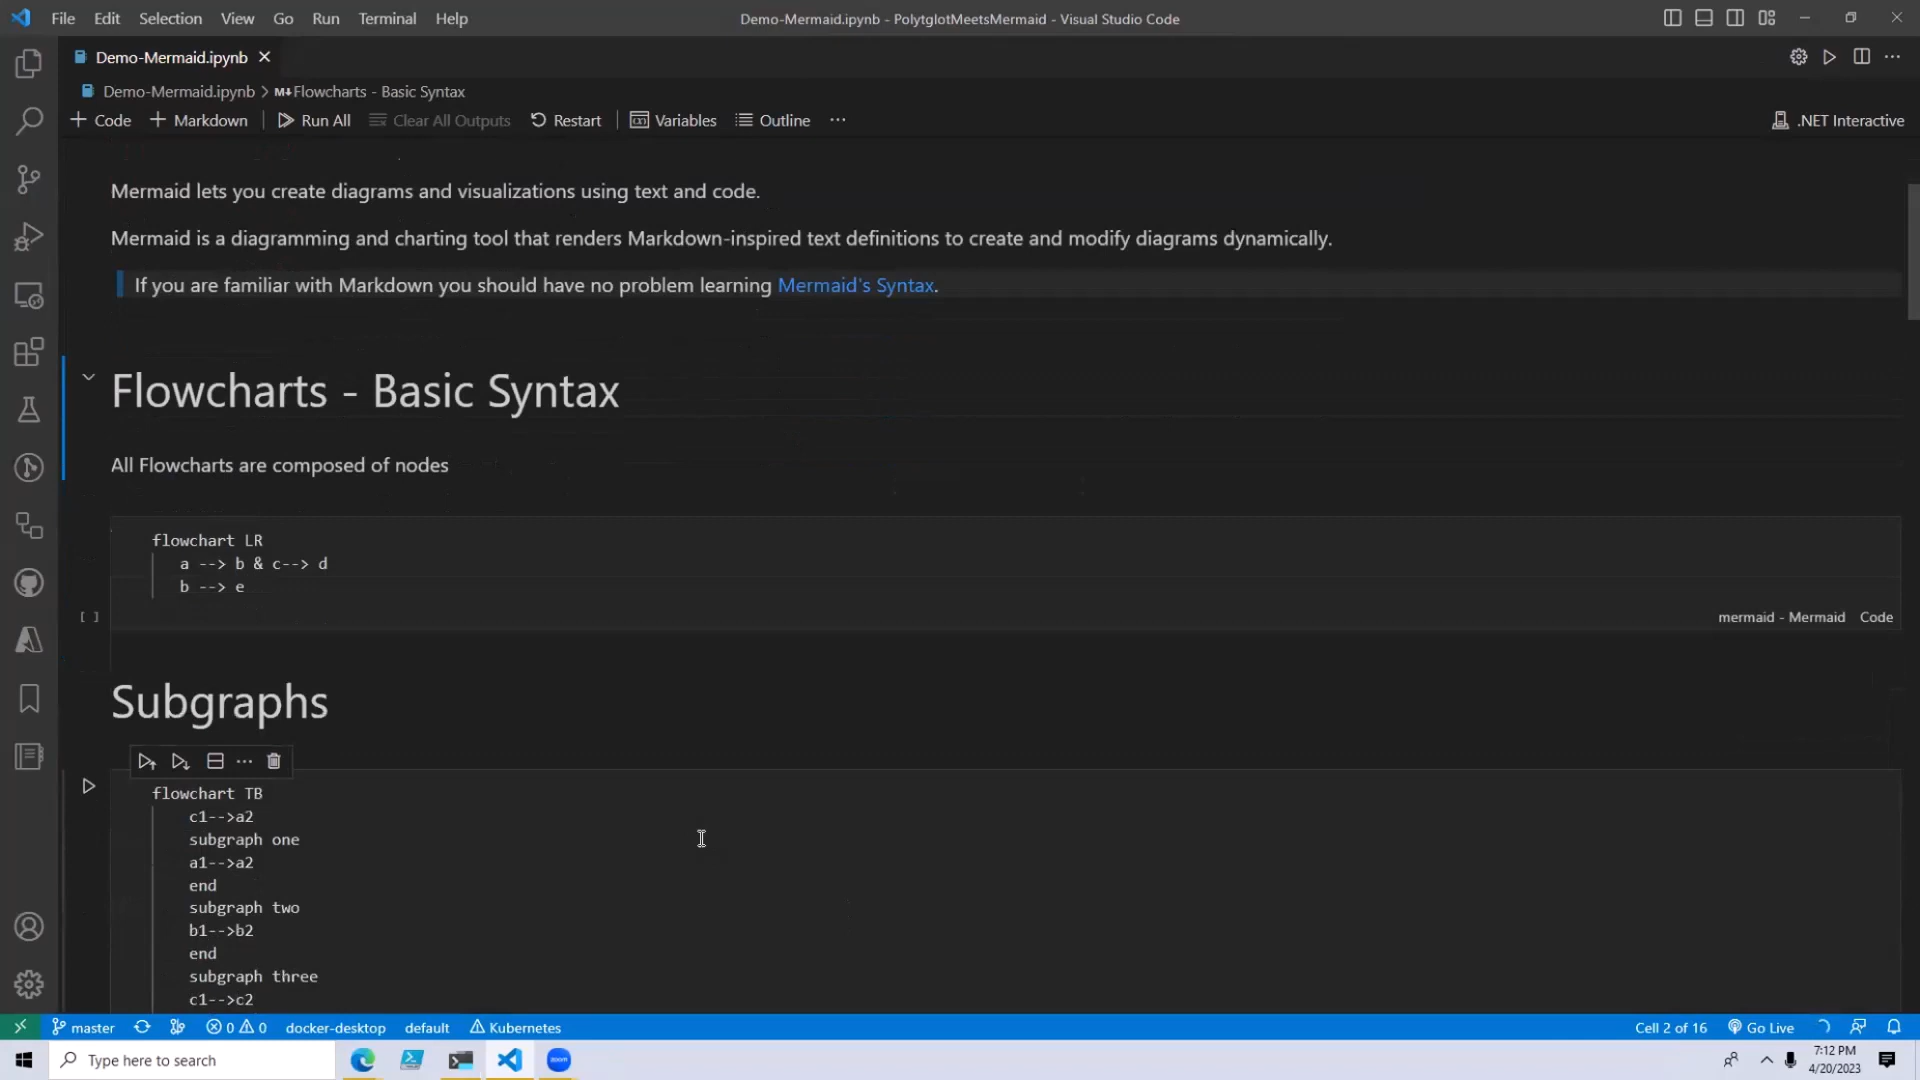 File Edit Selection View Go Run Terminal Help
Demo-Mermaid.ipynb - PolytglotMeetsMermaid - Visual Studio Code
Demo-Mermaid.ipynb
Demo-Mermaid.ipynb > M↓Flowcharts - Basic Syntax
+ Code + Markdown Run All Clear All Outputs Restart Variables Outline ···
.NET Interactive
Mermaid lets you create diagrams and visualizations using text and code.
Mermaid is a diagramming and charting tool that renders Markdown-inspired text definitions to create and modify diagrams dynamically.
If you are familiar with Markdown you should have no problem learning Mermaid's Syntax.
Flowcharts - Basic Syntax
All Flowcharts are composed of nodes
flowchart LR
a --> b & c--> d
b --> e
[ ]
mermaid - Mermaid Code
Subgraphs
flowchart TB
c1-->a2
subgraph one
a1-->a2
end
subgraph two
b1-->b2
end
subgraph three
c1-->c2
master 0 0 docker-desktop default Kubernetes
Cell 2 of 16 Go Live
Type here to search
zoom
7:12 PM
4/20/2023